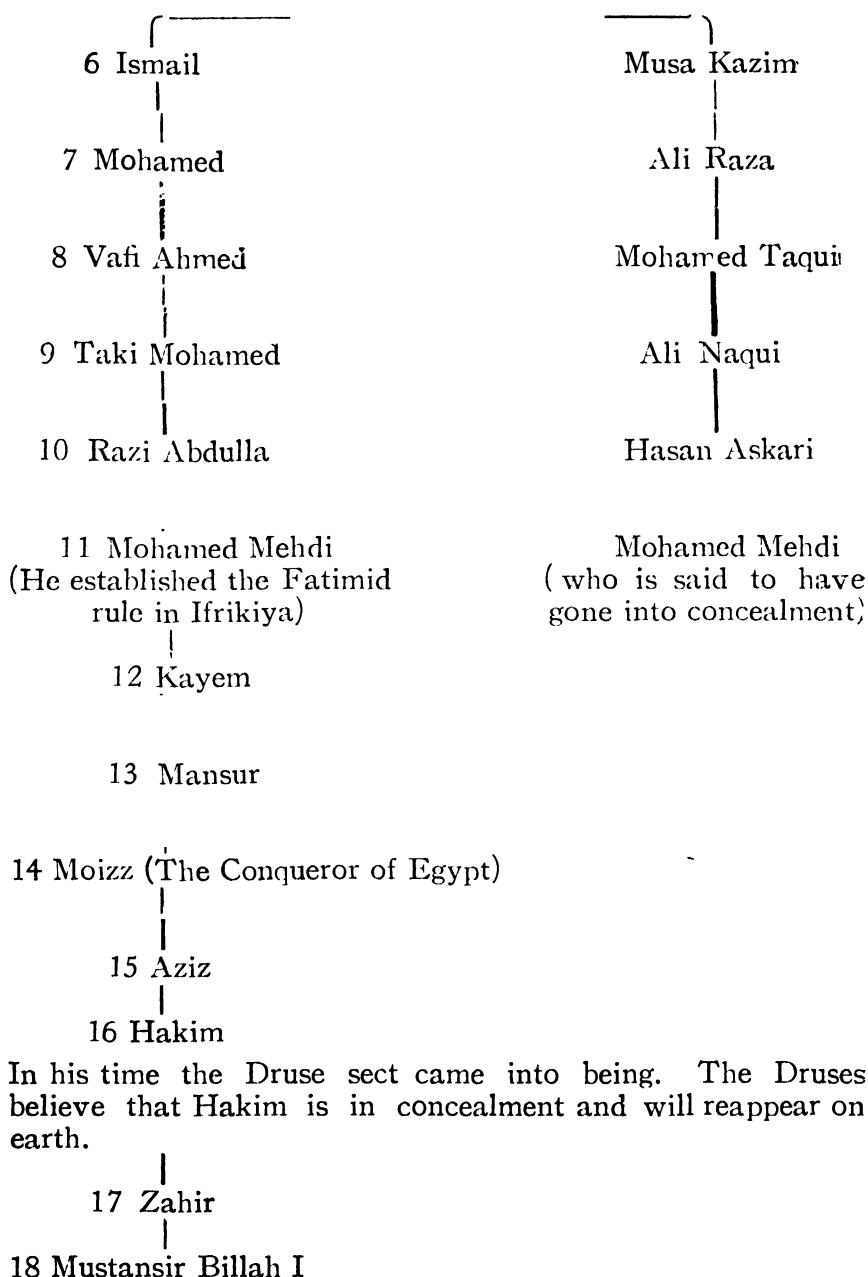 6 Ismail
Musa Kazim
7 Mohamed
Ali Raza
8 Vafi Ahmed
Mohamed Taqui
9 Taki Mohamed
Ali Naqui
10 Razi Abdulla
Hasan Askari
11 Mohamed Mehdi
(He established the Fatimid
rule in Ifrikiya)
Mohamed Mehdi
( who is said to have
gone into concealment)
12 Kayem
13 Mansur
14 Moizz (The Conqueror of Egypt)
15 Aziz
16 Hakim
In his time the Druse sect came into being. The Druses
believe that Hakim is in concealment and will reappear on
earth.
17 Zahir
18 Mustansir Billah I